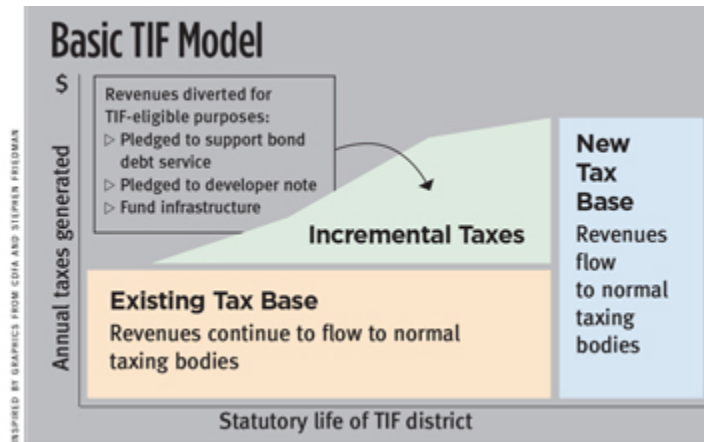 Basic TIF Model
$
Revenues diverted for
TIF-eligible purposes:
▷ Pledged to support bond
debt service
▷ Pledged to developer note
▷ Fund infrastructure
Incremental Taxes
Existing Tax Base
Revenues continue to flow to normal
taxing bodies
New
Tax
Base
Revenues
flow
to normal
taxing
bodies
Annual taxes generated
Statutory life of TIF district
INSPIRED BY GRAPHICS FROM CDFA AND STEPHEN FRIEDMAN